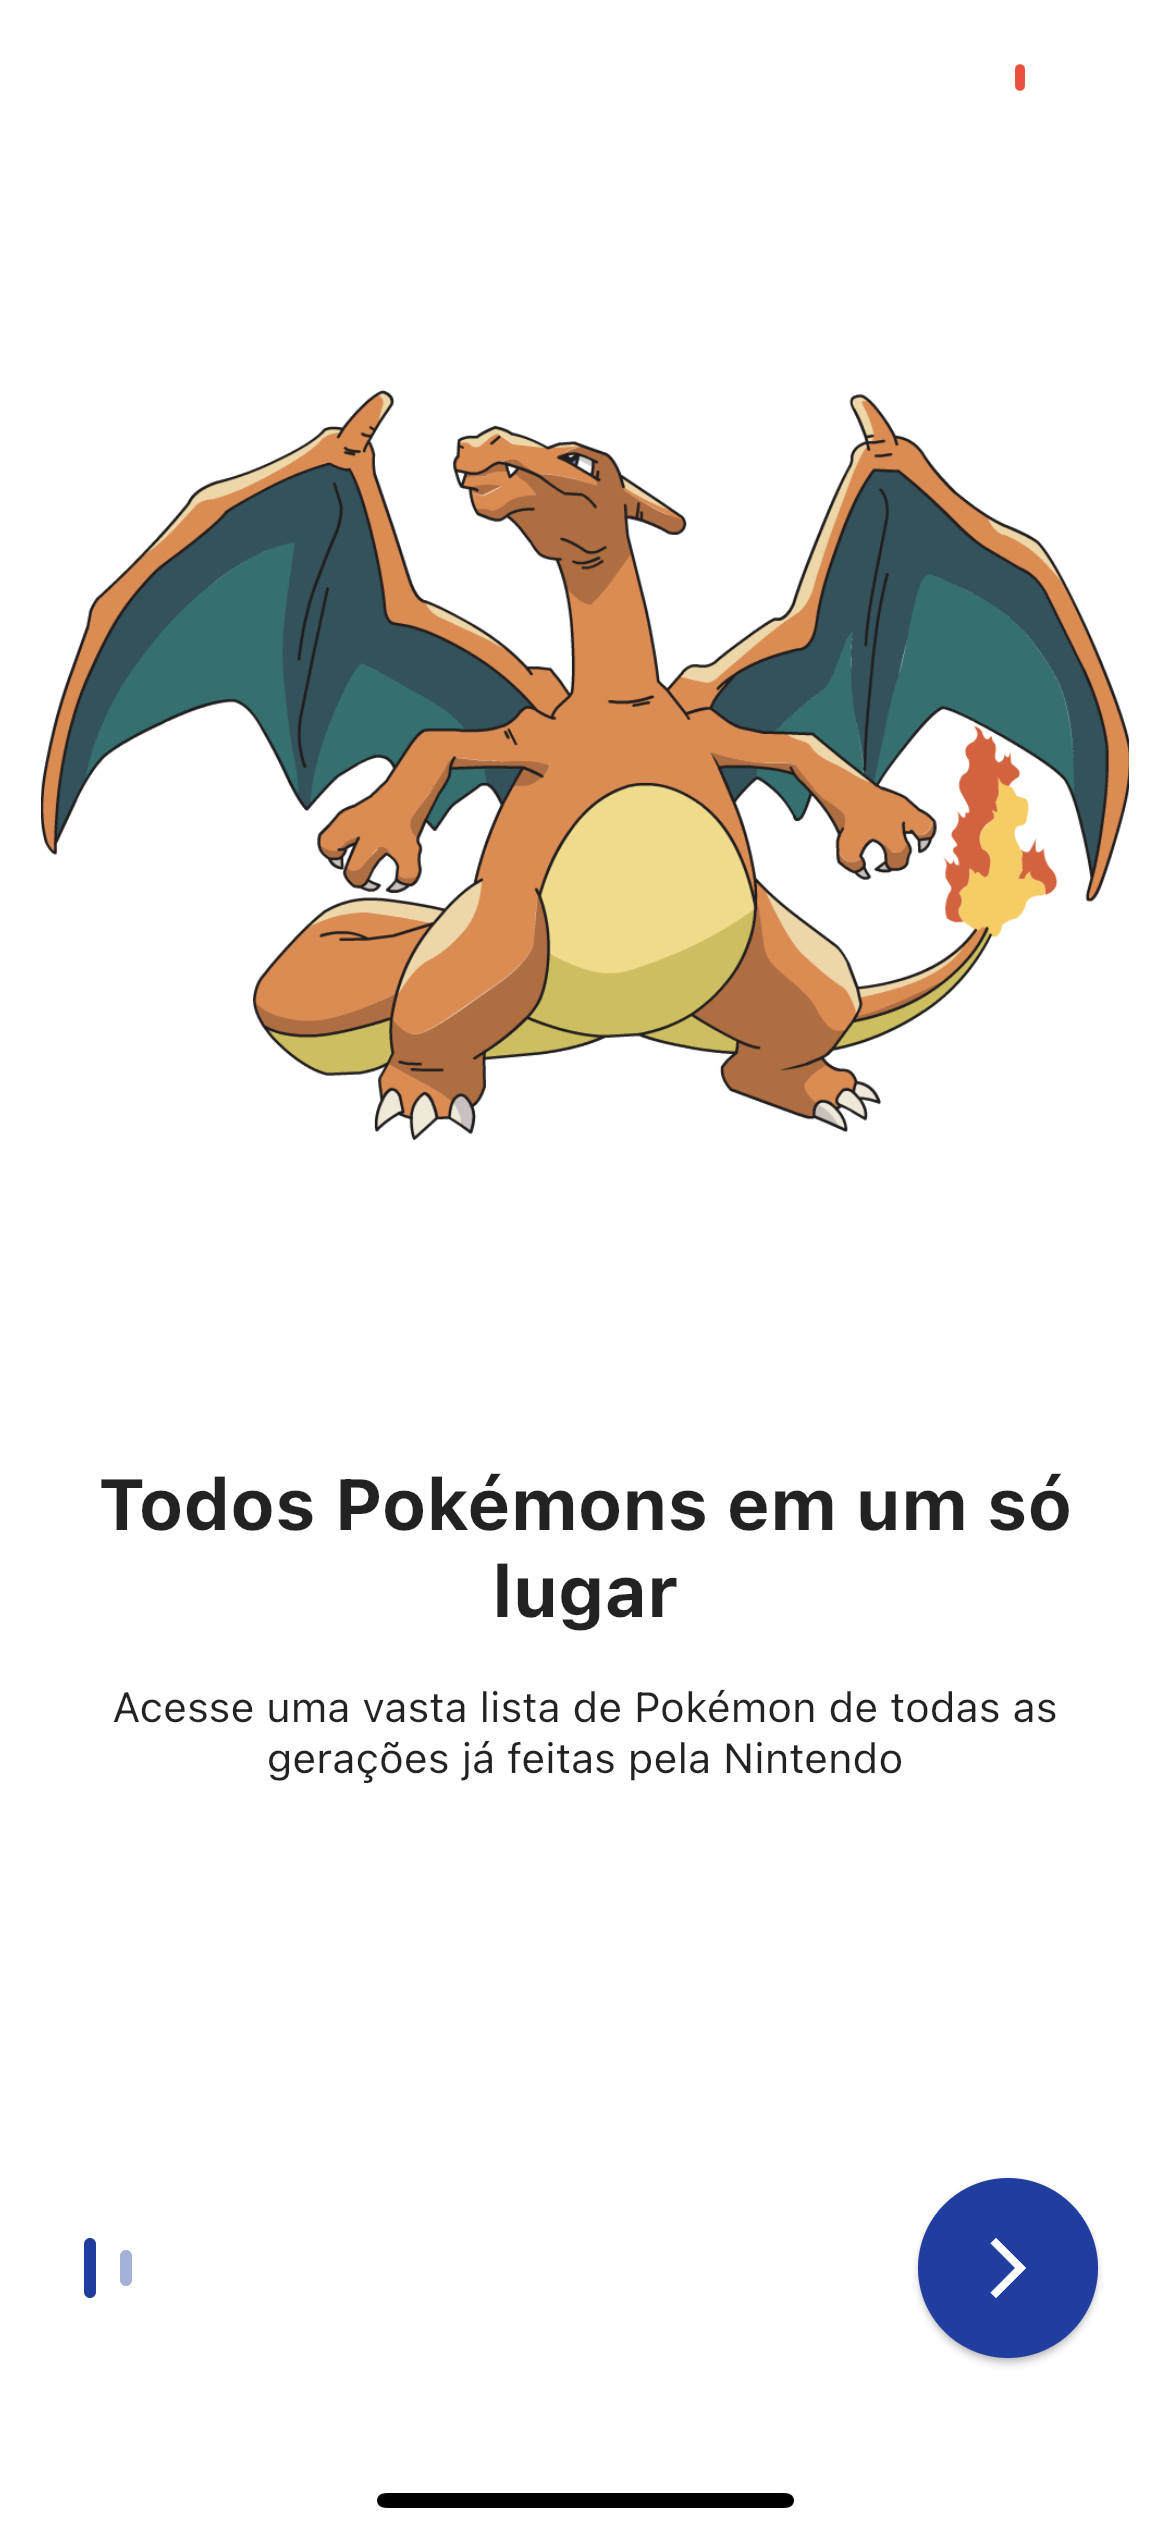 Todos Pokémons em um só
lugar
Acesse uma vasta lista de Pokémon de todas as
gerações já feitas pela Nintendo